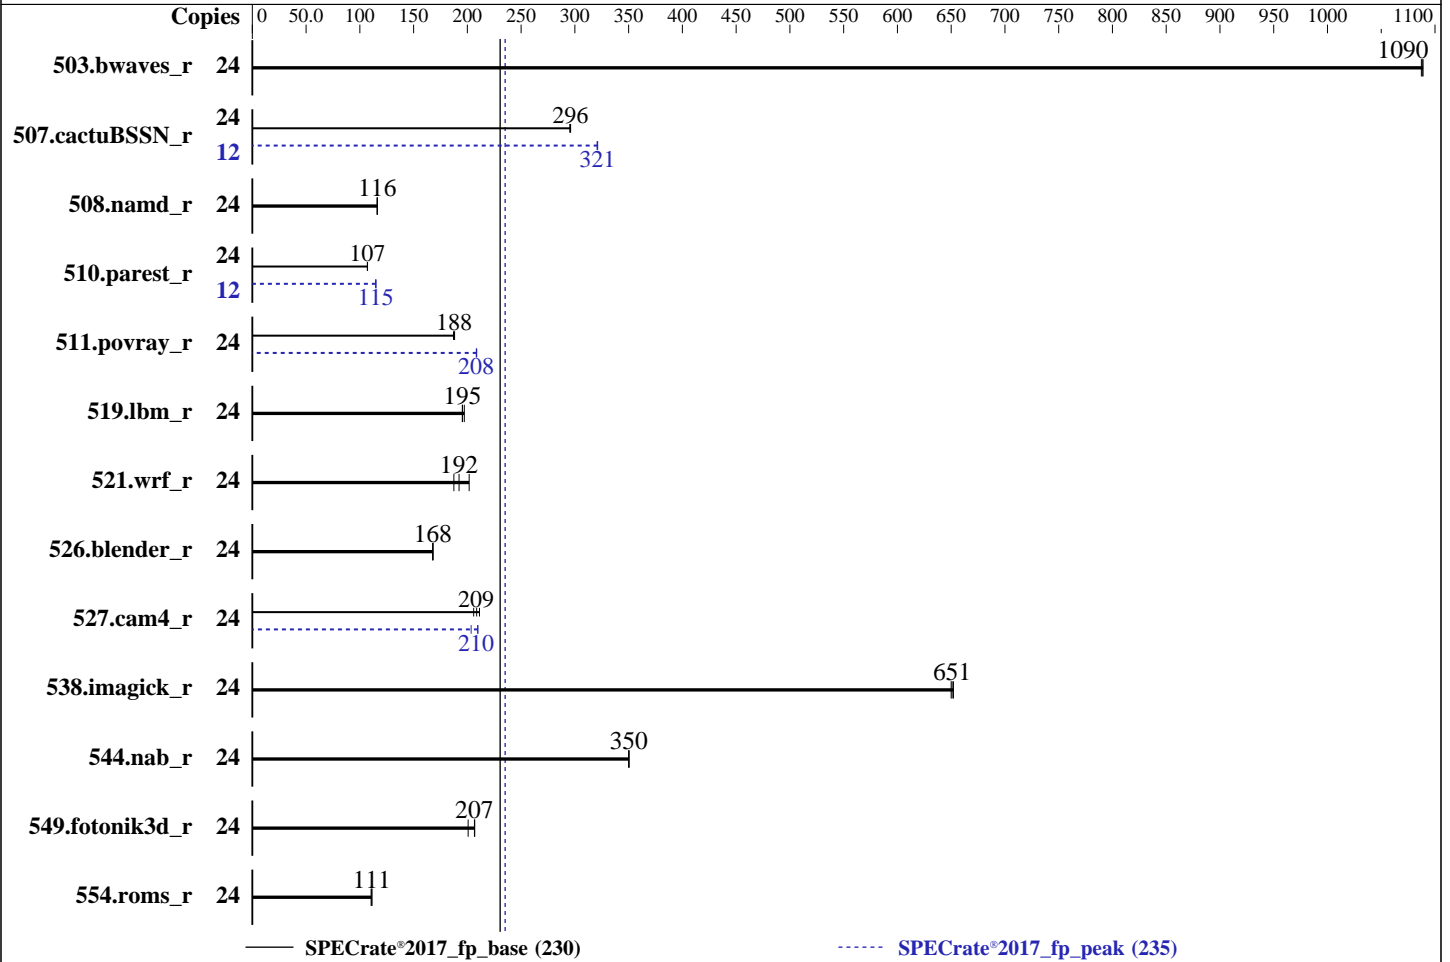 Copies 0 50.0 100 150 200 250 300 350 400 450 500 550 600 650 700 750 800 850 900 950 1000 1100
1090
503.bwaves_r 24
24 296
507.cactuBSSN_r
12 321
116
508.namd_r 24
24 107
510.parest_r
12 115
188
511.povray_r 24
208
195
519.lbm_r 24
192
521.wrf_r 24
168
526.blender_r 24
209
527.cam4_r 24
210
651
538.imagick_r 24
350
544.nab_r 24
207
549.fotonik3d_r 24
111
554.roms_r 24
SPECrate®2017_fp_base (230) SPECrate®2017_fp_peak (235)